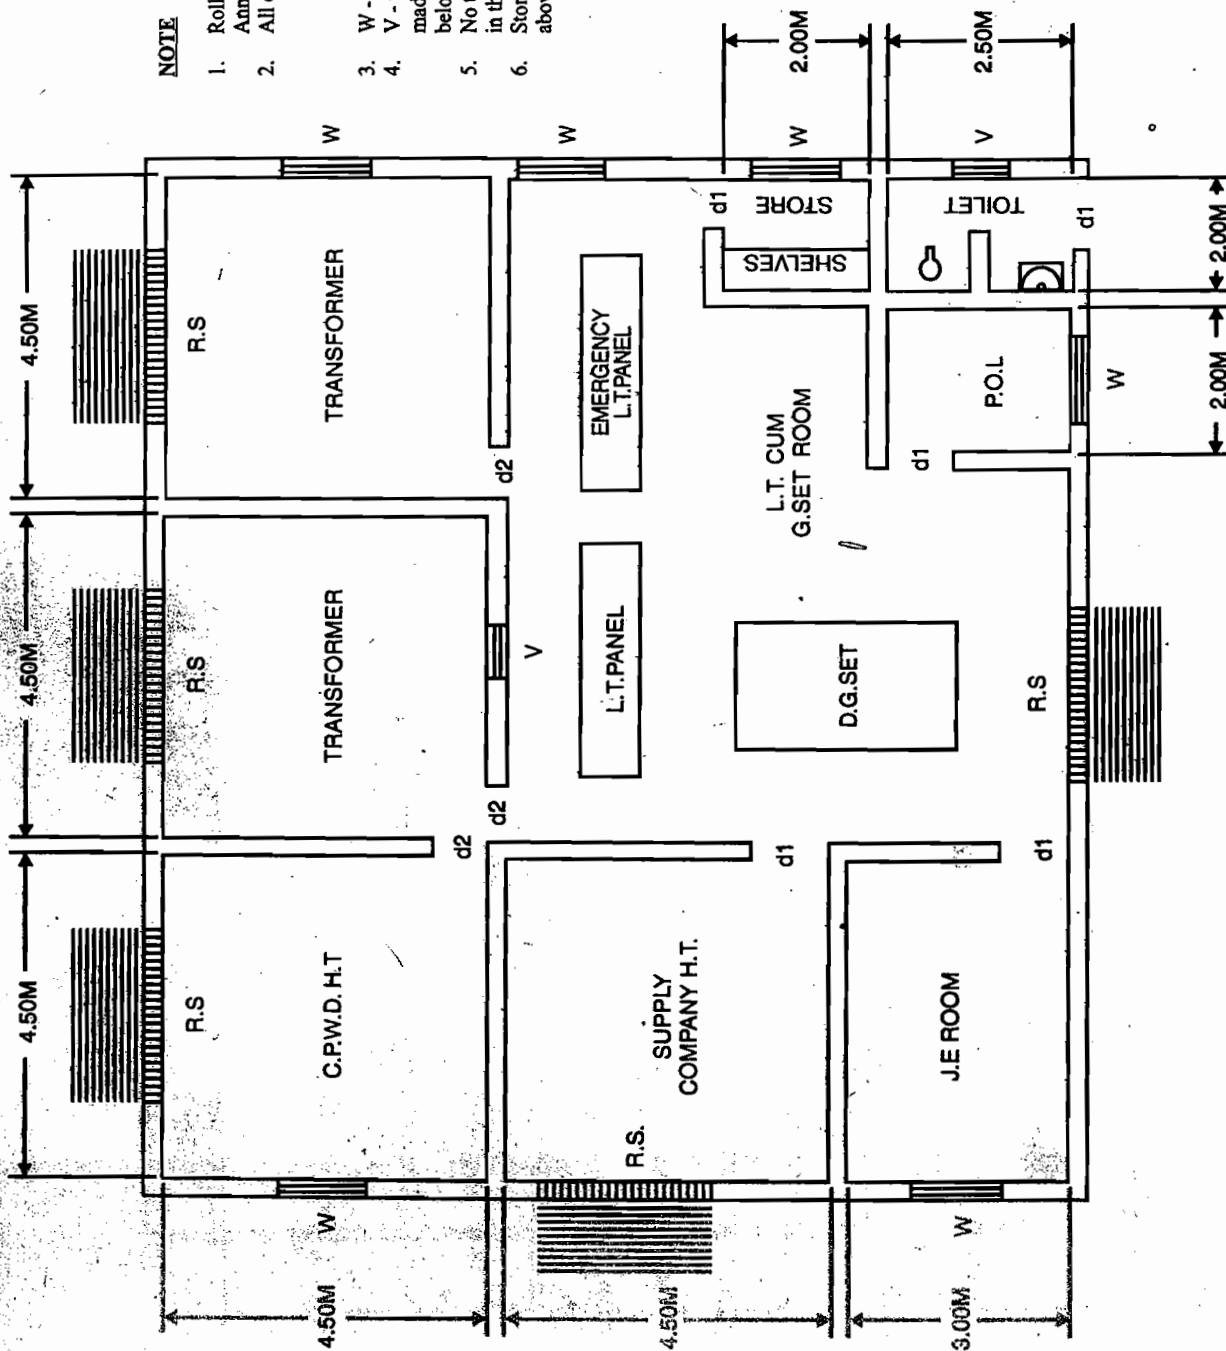 NOTE
1. Roll
Ann
2. All
3. W -
4. V -
made
belo
5. No
in th
6. Stor
abov
4.50M
4.50M
4.50M
R.S
R.S
R.S
C.P.W.D. H.T
TRANSFORMER
TRANSFORMER
W
W
d2
d2
d2
V
W
4.50M
SUPPLY
COMPANY H.T.
R.S.
L.T.PANEL
EMERGENCY
L.T.PANEL
d1
STORE
SHELVES
W
2.00M
4.50M
d1
D.G.SET
L.T. CUM
G.SET ROOM
d1
P.O.L
TOILET
V
2.50M
J.E ROOM
d1
R.S
W
d1
W
3.00M
2.00M
2.00M